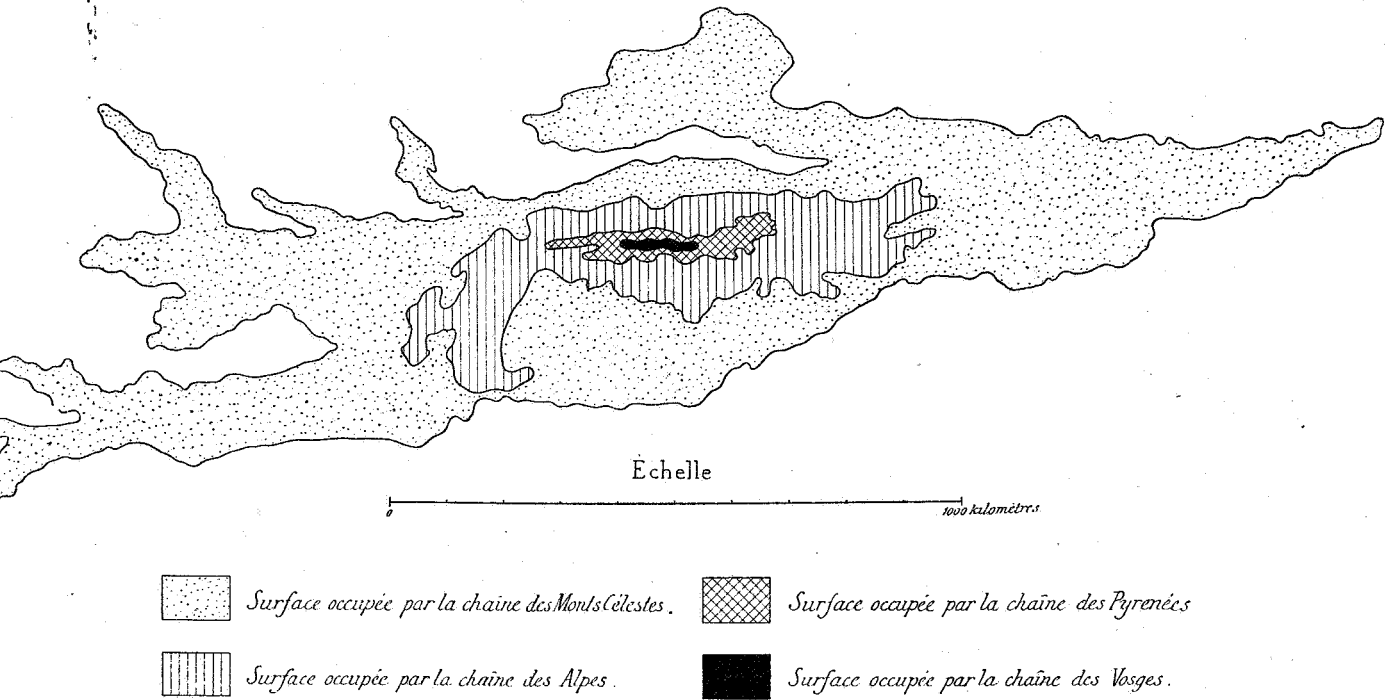 Échelle
0 1000 kilomètres
Surface occupée par la chaîne des Monts Célestes.
Surface occupée par la chaîne des Pyrenées
Surface occupée par la chaîne des Alpes.
Surface occupée par la chaîne des Vosges.